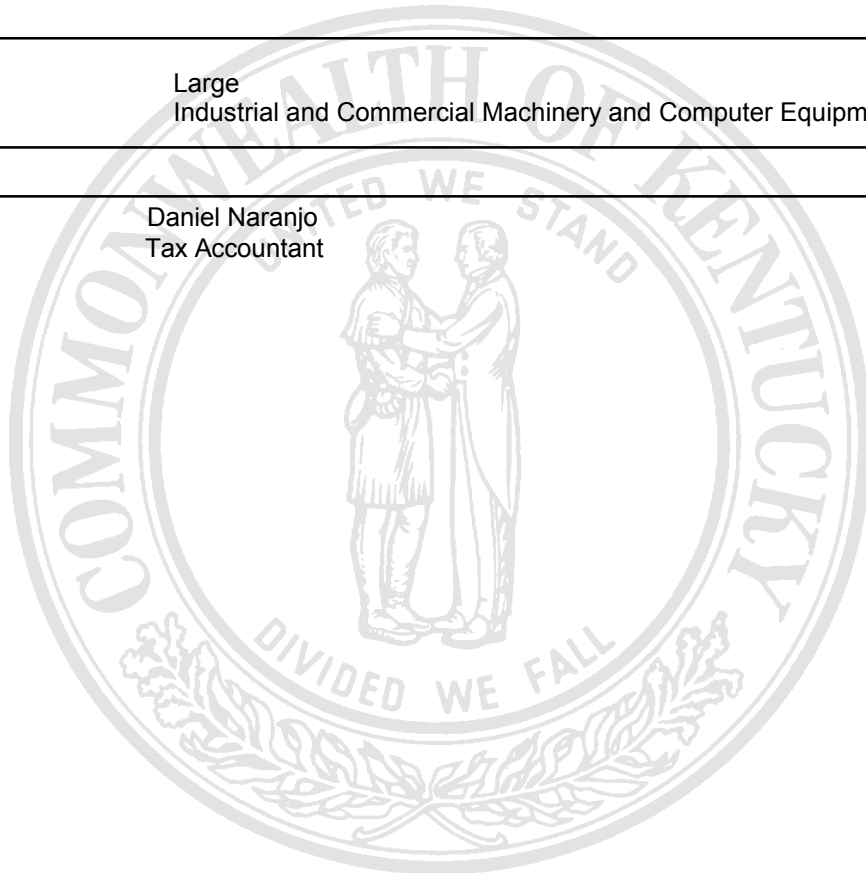 Large
Industrial and Commercial Machinery and Computer Equipm
Daniel Naranjo
Tax Accountant
COMMONWEALTH OF KENTUCKY
UNITED WE STAND
DIVIDED WE FALL